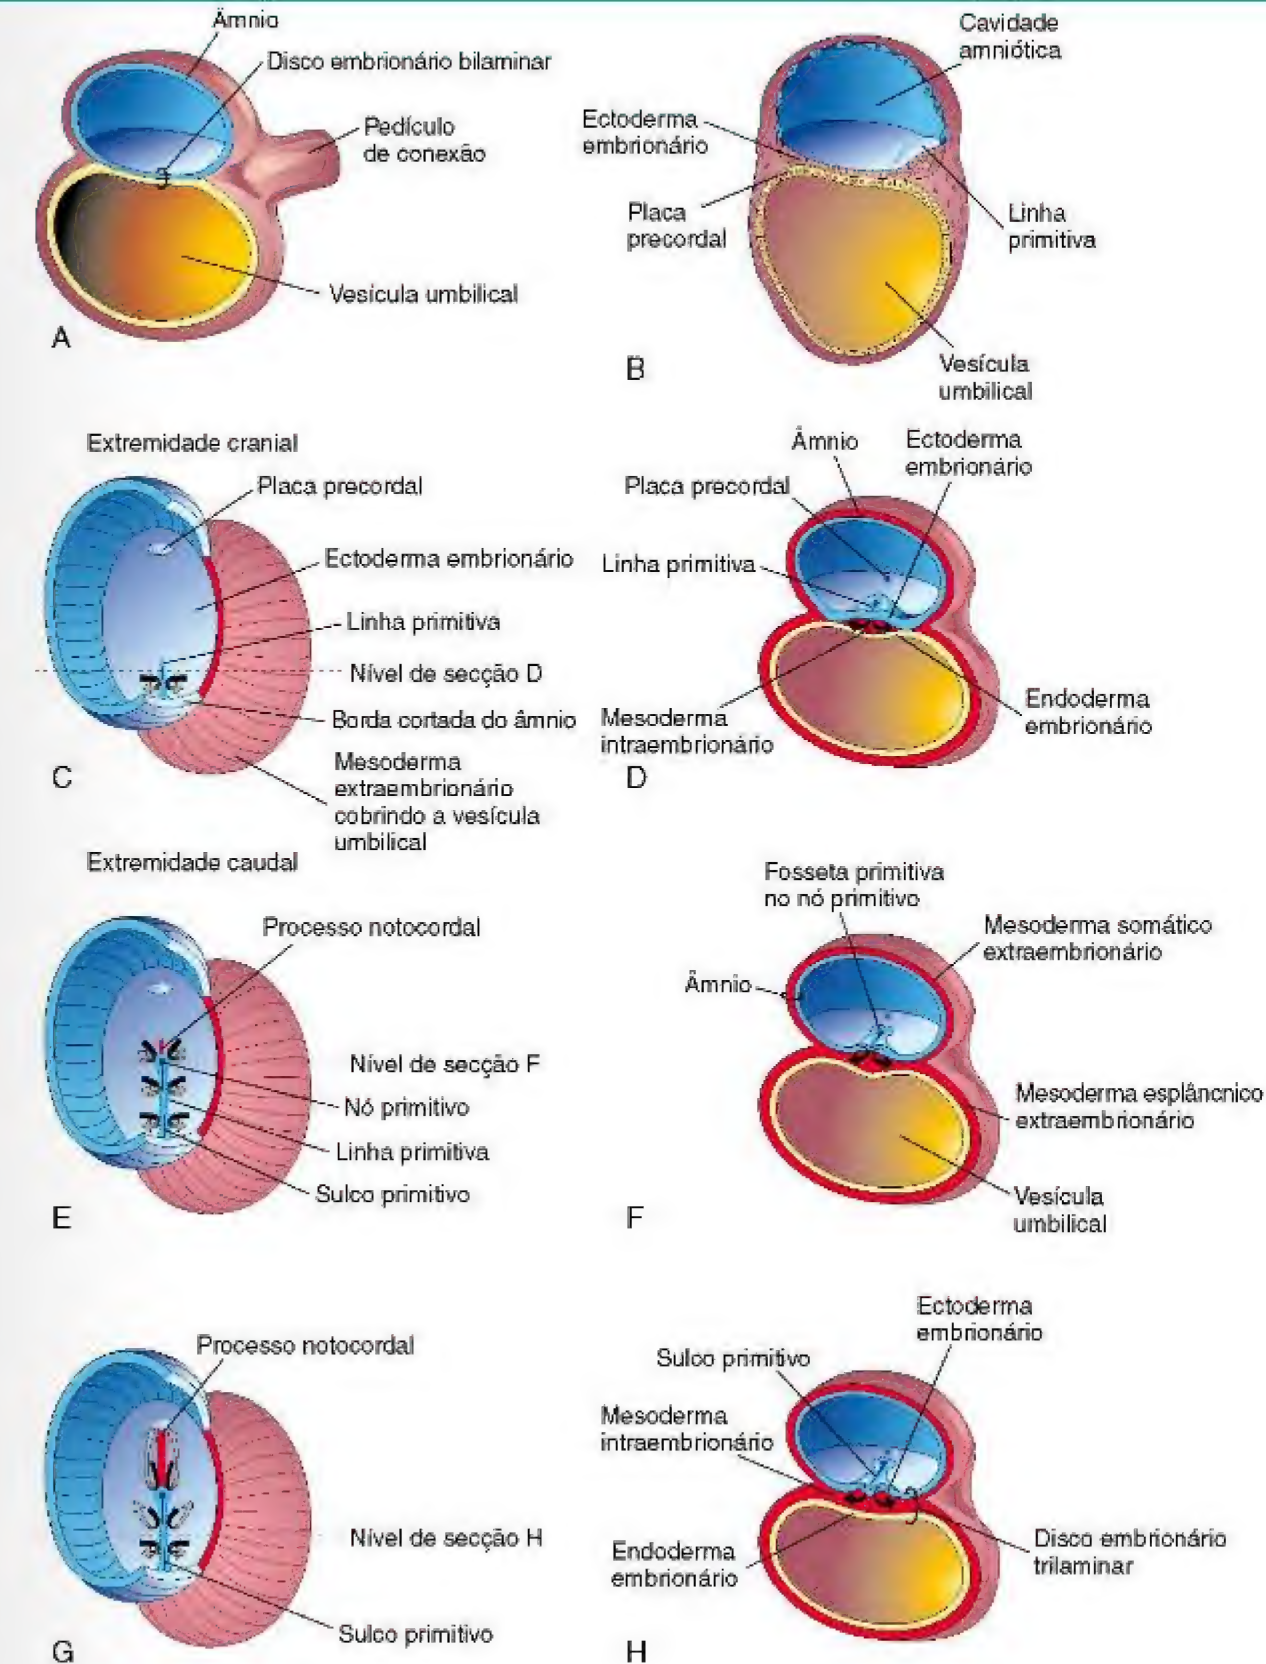 Âmnio
Disco embrionário bilaminar
Pedículo
de conexão
Vesícula umbilical
A
Cavidade
amniótica
Ectoderma
embrionário
Placa
precordal
Linha
primitiva
Vesícula
umbilical
B
Extremidade cranial
Placa precordal
Ectoderma embrionário
Linha primitiva
Nível de secção D
Borda cortada do âmnio
Mesoderma
extraembrionário
cobrindo a vesícula
umbilical
C
Extremidade caudal
Âmnio
Ectoderma
embrionário
Placa precordal
Linha primitiva
Mesoderma
intraembrionário
Endoderma
embrionário
D
Processo notocordal
Nível de secção F
Nó primitivo
Linha primitiva
Sulco primitivo
E
Fosseta primitiva
no nó primitivo
Mesoderma somático
extraembrionário
Âmnio
Mesoderma esplâncnico
extraembrionário
Vesícula
umbilical
F
Processo notocordal
Nível de secção H
Sulco primitivo
G
Ectoderma
embrionário
Sulco primitivo
Mesoderma
intraembrionário
Endoderma
embrionário
Disco embrionário
trilaminar
H